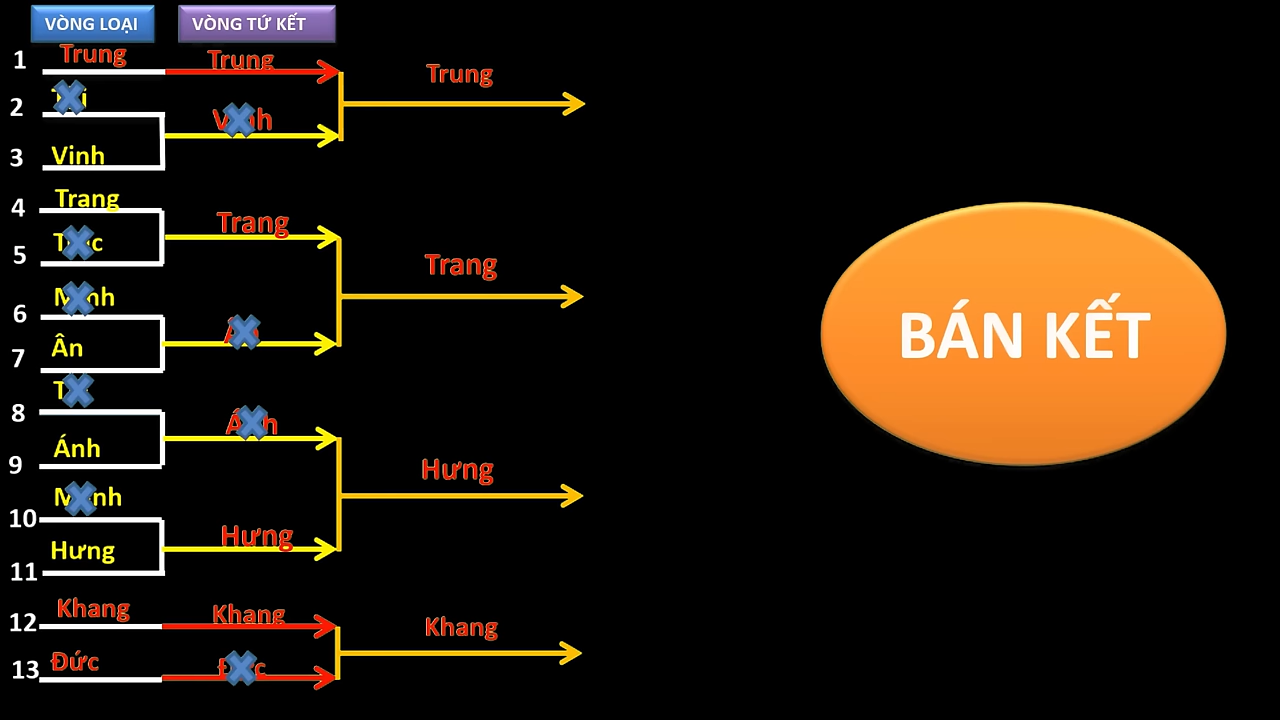 VÒNG LOẠI
VÒNG TỨ KẾT
1
Trung
Trung
Trung
2
3
Vinh
4
Trang
Trang
Trang
5
6
7
Ân
8
9
Ánh
Hưng
10
11
Hưng
Hưng
12
Khang
Khang
Khang
13
Đức
BÁN KẾT